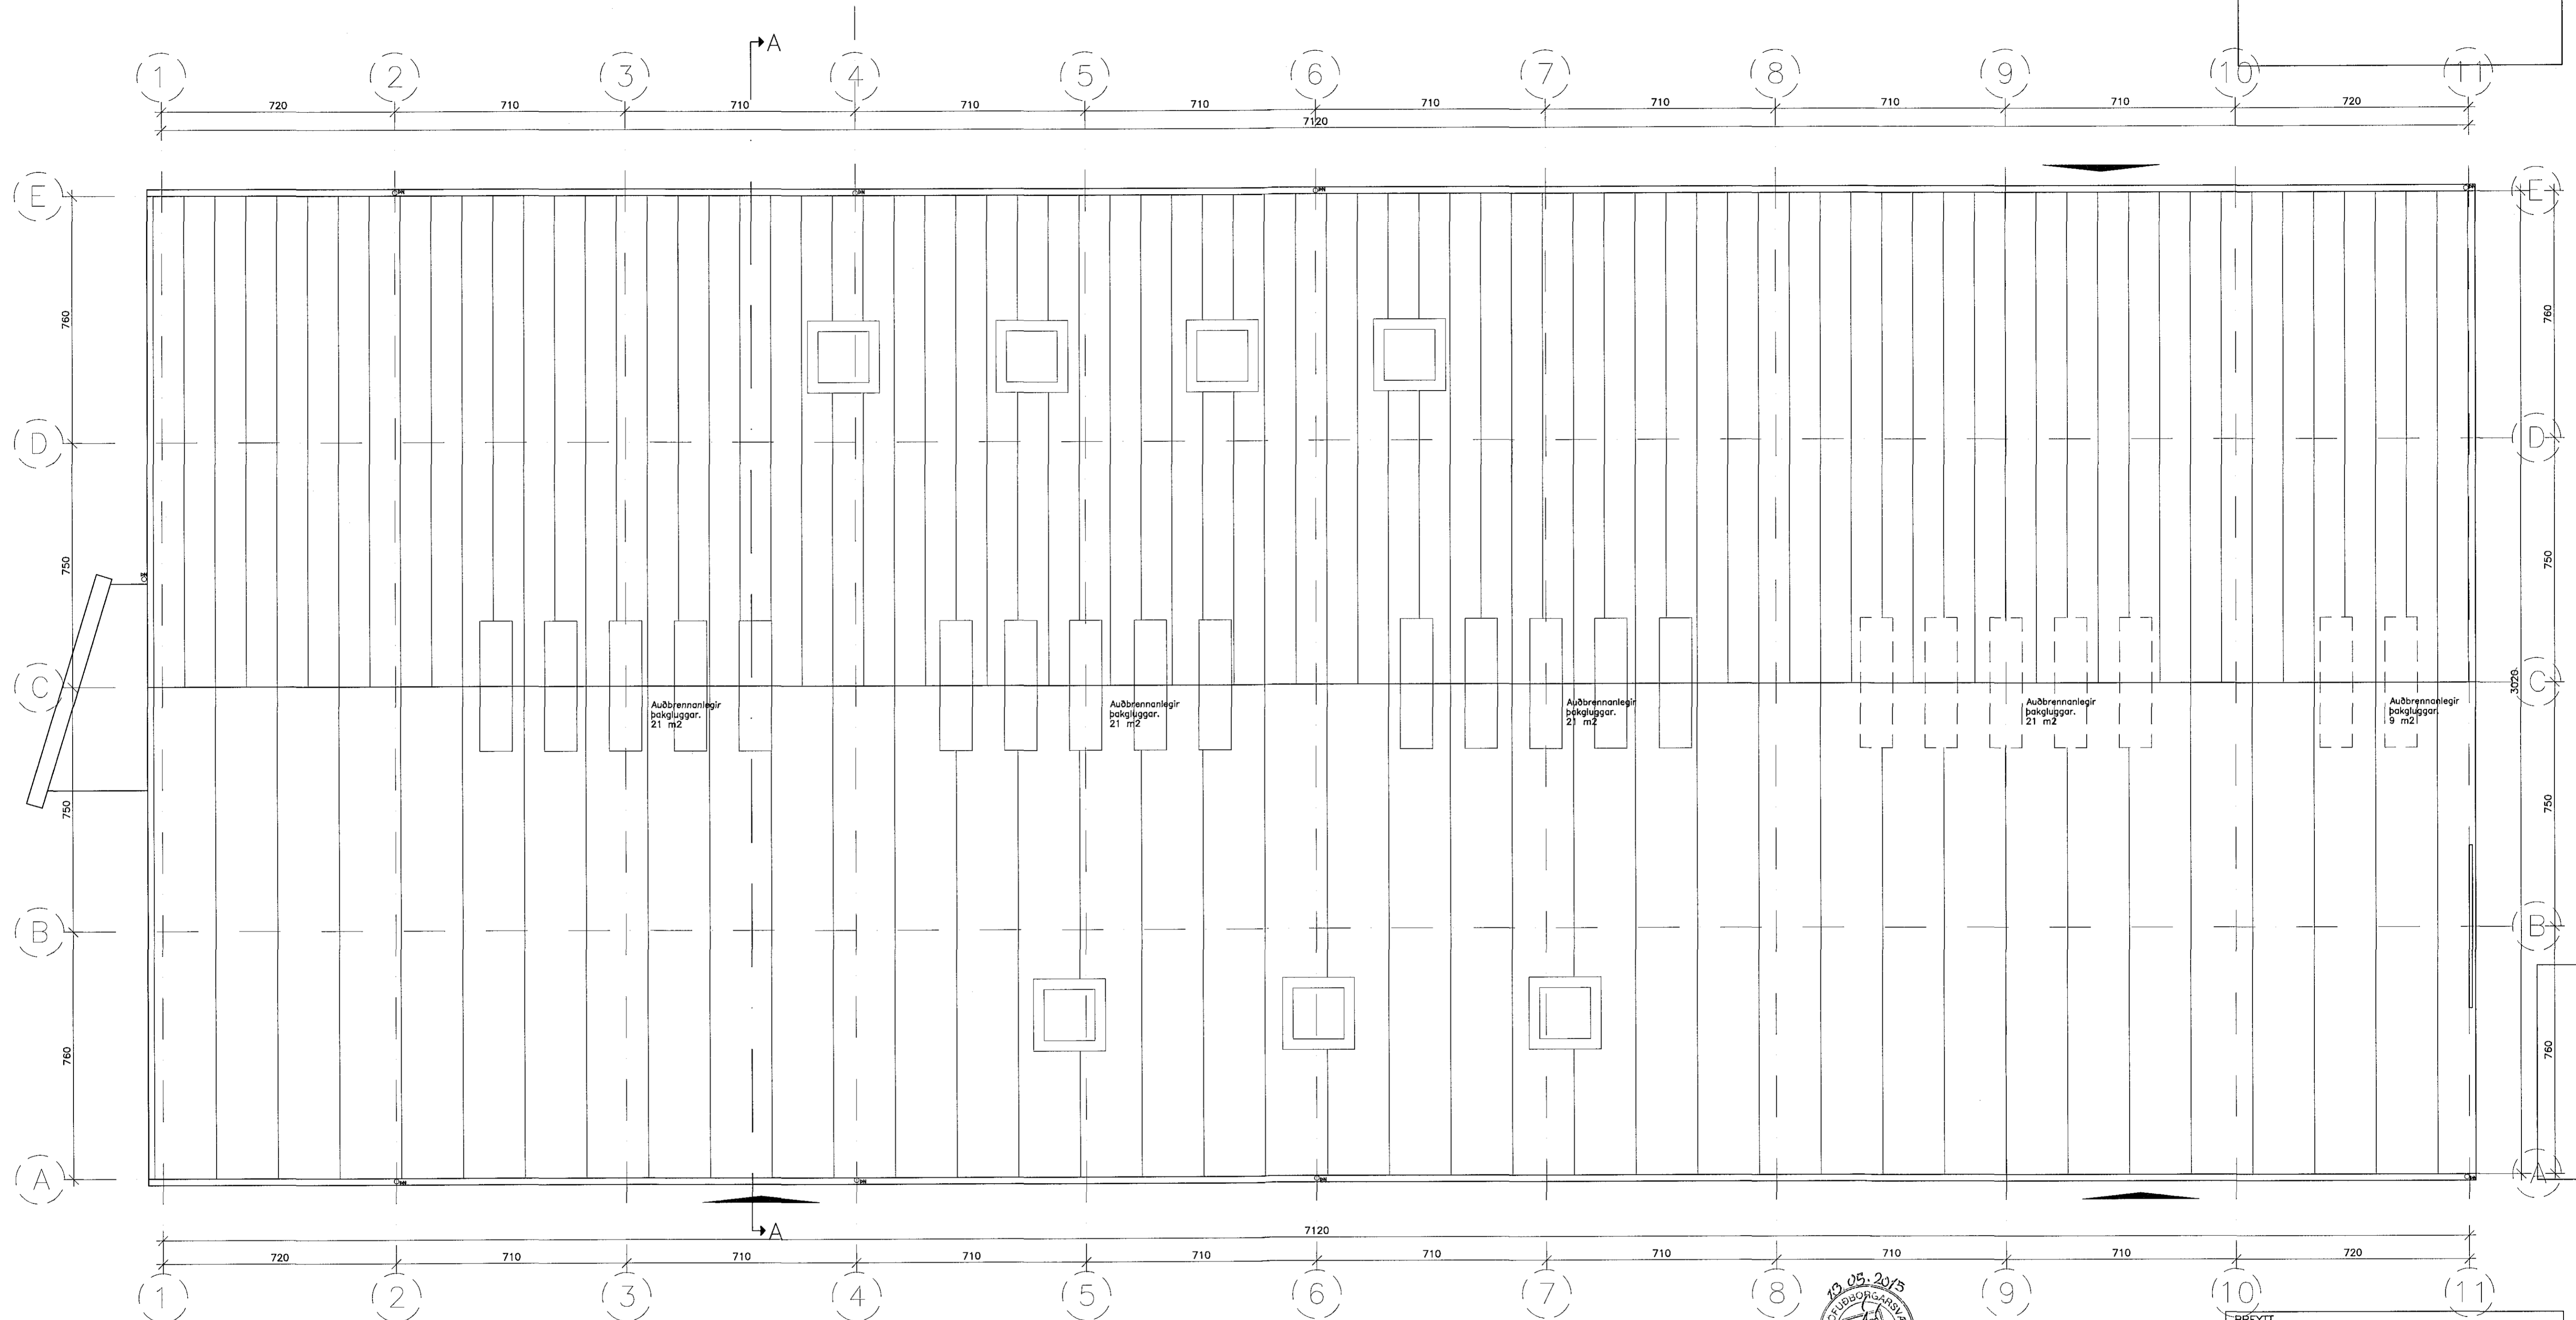 A
1 2 3 4 5 6 7 8 9 10 11
720 710 710 710 710 710 710 710 710 720
7120
E E
760 760
D D
750 750
C C
3020
Auðbrennanlegir
þakgluggar.
21 m2
Auðbrennanlegir
þakgluggar.
21 m2
Auðbrennanlegir
þakgluggar.
21 m2
Auðbrennanlegir
þakgluggar.
21 m2
Auðbrennanlegir
þakgluggar.
9 m2
750 750
B B
760 760
A A
A
7120
720 710 710 710 710 710 710 710 710 720
1 2 3 4 5 6 7 8 9 10 11
13.05.2015
BREYTT